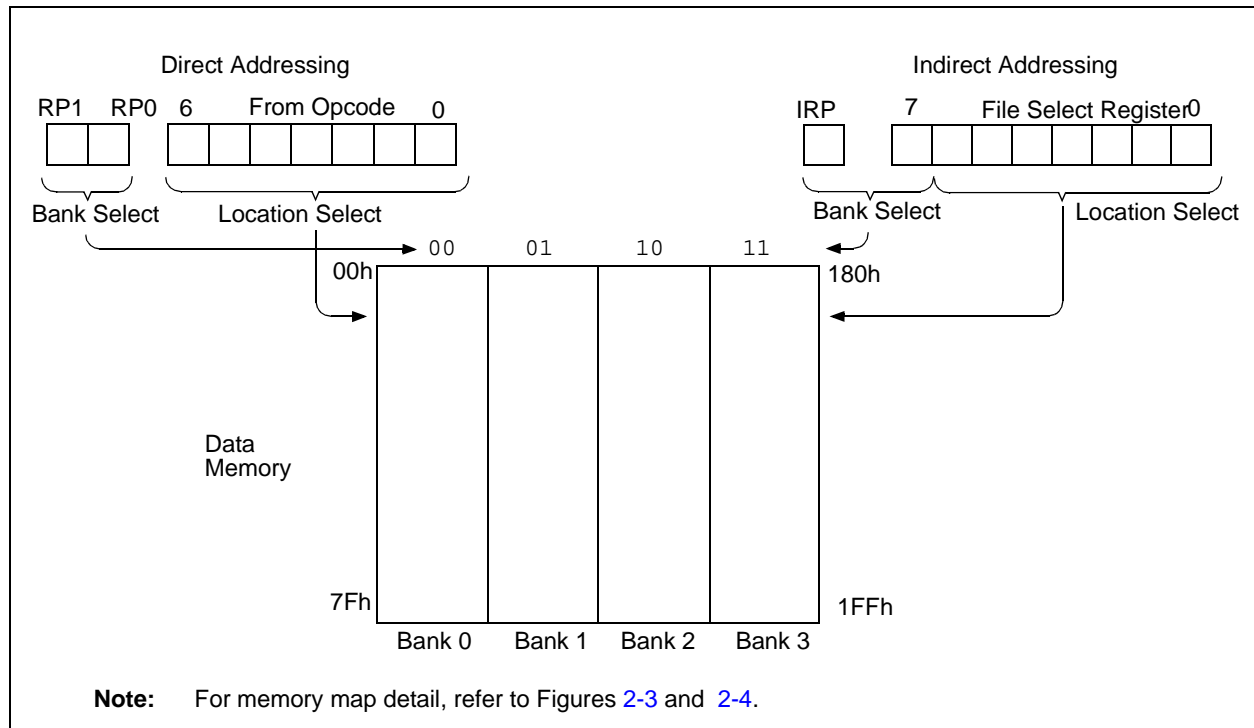 Direct Addressing
Indirect Addressing
RP1 RP0 6 From Opcode 0
IRP 7 File Select Register 0
Bank Select Location Select
Bank Select Location Select
00 01 10 11
00h 180h
Data
Memory
7Fh 1FFh
Bank 0 Bank 1 Bank 2 Bank 3
Note: For memory map detail, refer to Figures 2-3 and 2-4.